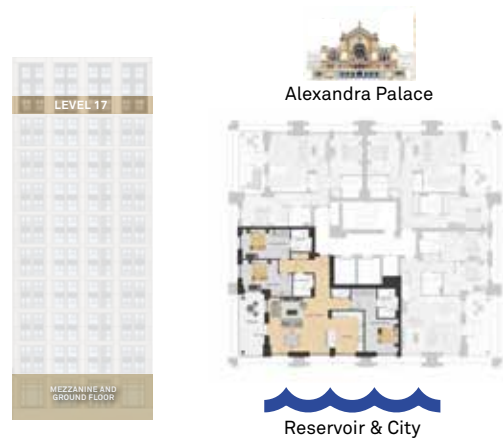 Alexandra Palace
LEVEL 17
MEZZANINE AND
GROUND FLOOR
Reservoir & City